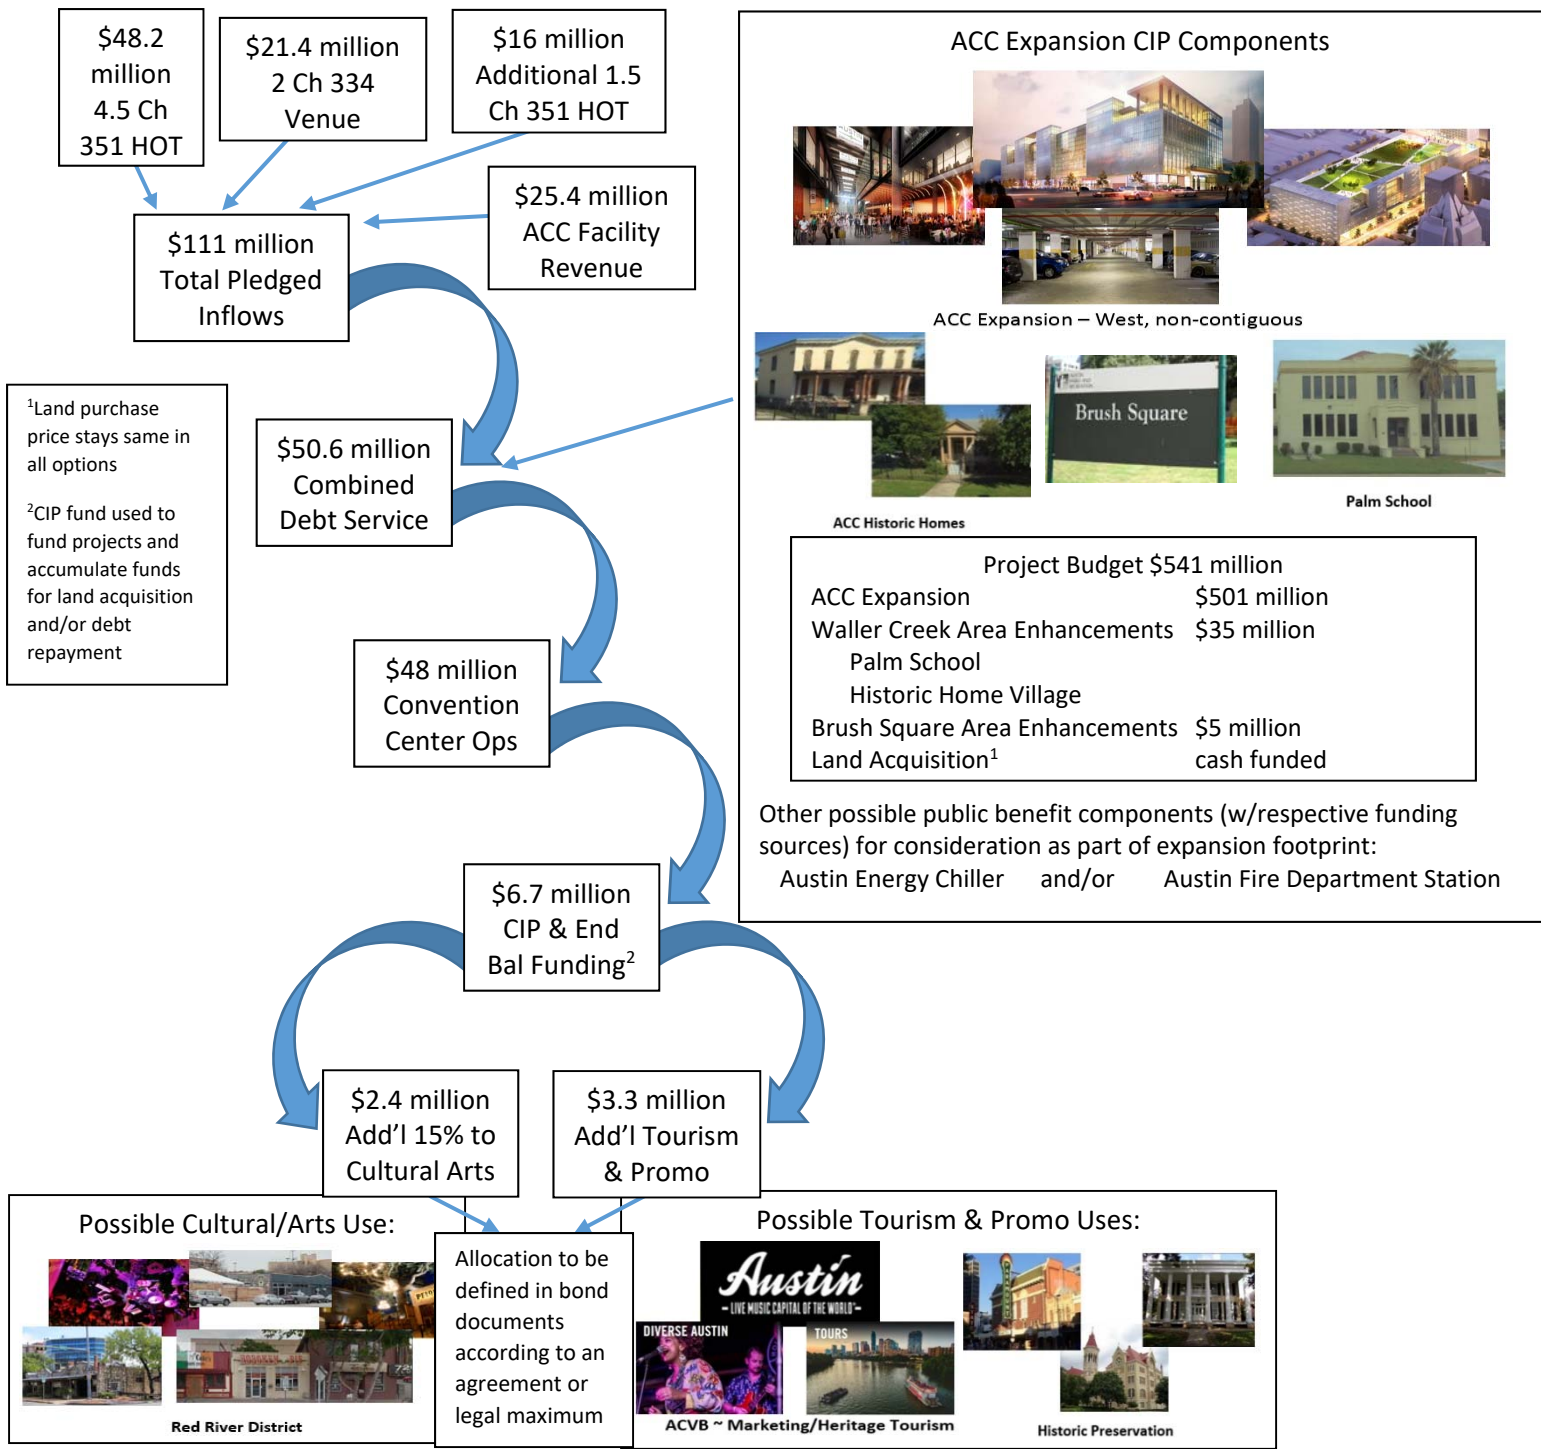 $48.2
million
4.5 Ch
351 HOT
$21.4 million
2 Ch 334
Venue
$16 million
Additional 1.5
Ch 351 HOT
$25.4 million
ACC Facility
Revenue
$111 million
Total Pledged
Inflows
¹Land purchase
price stays same in
all options
²CIP fund used to
fund projects and
accumulate funds
for land acquisition
and/or debt
repayment
$50.6 million
Combined
Debt Service
$48 million
Convention
Center Ops
$6.7 million
CIP & End
Bal Funding²
$2.4 million
Add'l 15% to
Cultural Arts
$3.3 million
Add'l Tourism
& Promo
ACC Expansion CIP Components
ACC Expansion – West, non-contiguous
Brush Square
ACC Historic Homes
Palm School
Project Budget $541 million
ACC Expansion $501 million
Waller Creek Area Enhancements $35 million
Palm School
Historic Home Village
Brush Square Area Enhancements $5 million
Land Acquisition¹ cash funded
Other possible public benefit components (w/respective funding
sources) for consideration as part of expansion footprint:
Austin Energy Chiller and/or Austin Fire Department Station
Possible Cultural/Arts Use:
Red River District
Allocation to be
defined in bond
documents
according to an
agreement or
legal maximum
Possible Tourism & Promo Uses:
Austin
– LIVE MUSIC CAPITAL OF THE WORLD® –
DIVERSE AUSTIN
TOURS
ACVB ~ Marketing/Heritage Tourism
Historic Preservation